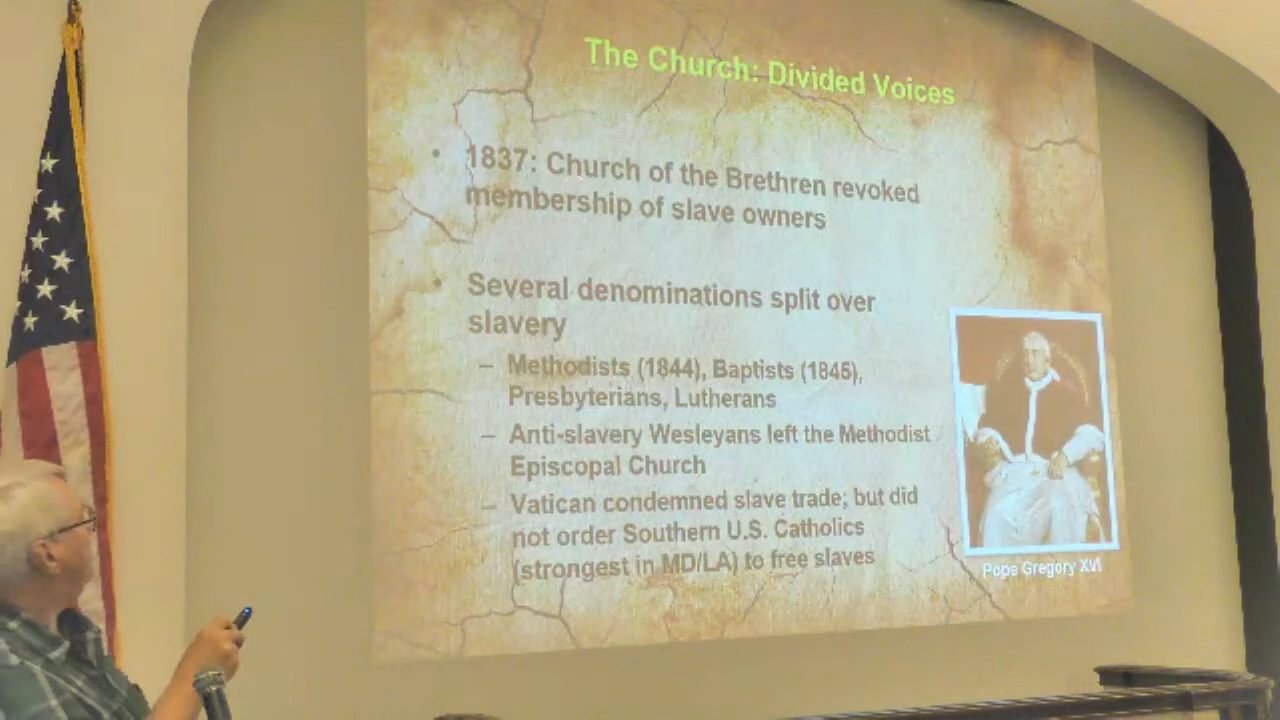 The Church: Divided Voices
• 1837: Church of the Brethren revoked
membership of slave owners
• Several denominations split over
slavery
– Methodists (1844), Baptists (1845),
Presbyterians, Lutherans
– Anti-slavery Wesleyans left the Methodist
Episcopal Church
– Vatican condemned slave trade; but did
not order Southern U.S. Catholics
(strongest in MD/LA) to free slaves
Pope Gregory XVI